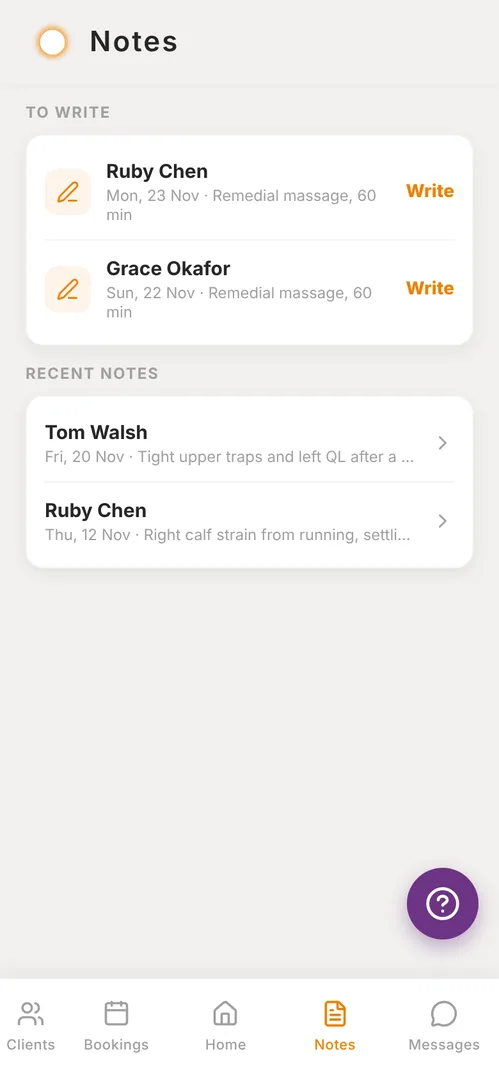 Notes
TO WRITE
Ruby Chen
Mon, 23 Nov · Remedial massage, 60
min
Write
Grace Okafor
Sun, 22 Nov · Remedial massage, 60
min
Write
RECENT NOTES
Tom Walsh
Fri, 20 Nov · Tight upper traps and left QL after a ...
Ruby Chen
Thu, 12 Nov · Right calf strain from running, settli...
Clients
Bookings
Home
Notes
Messages